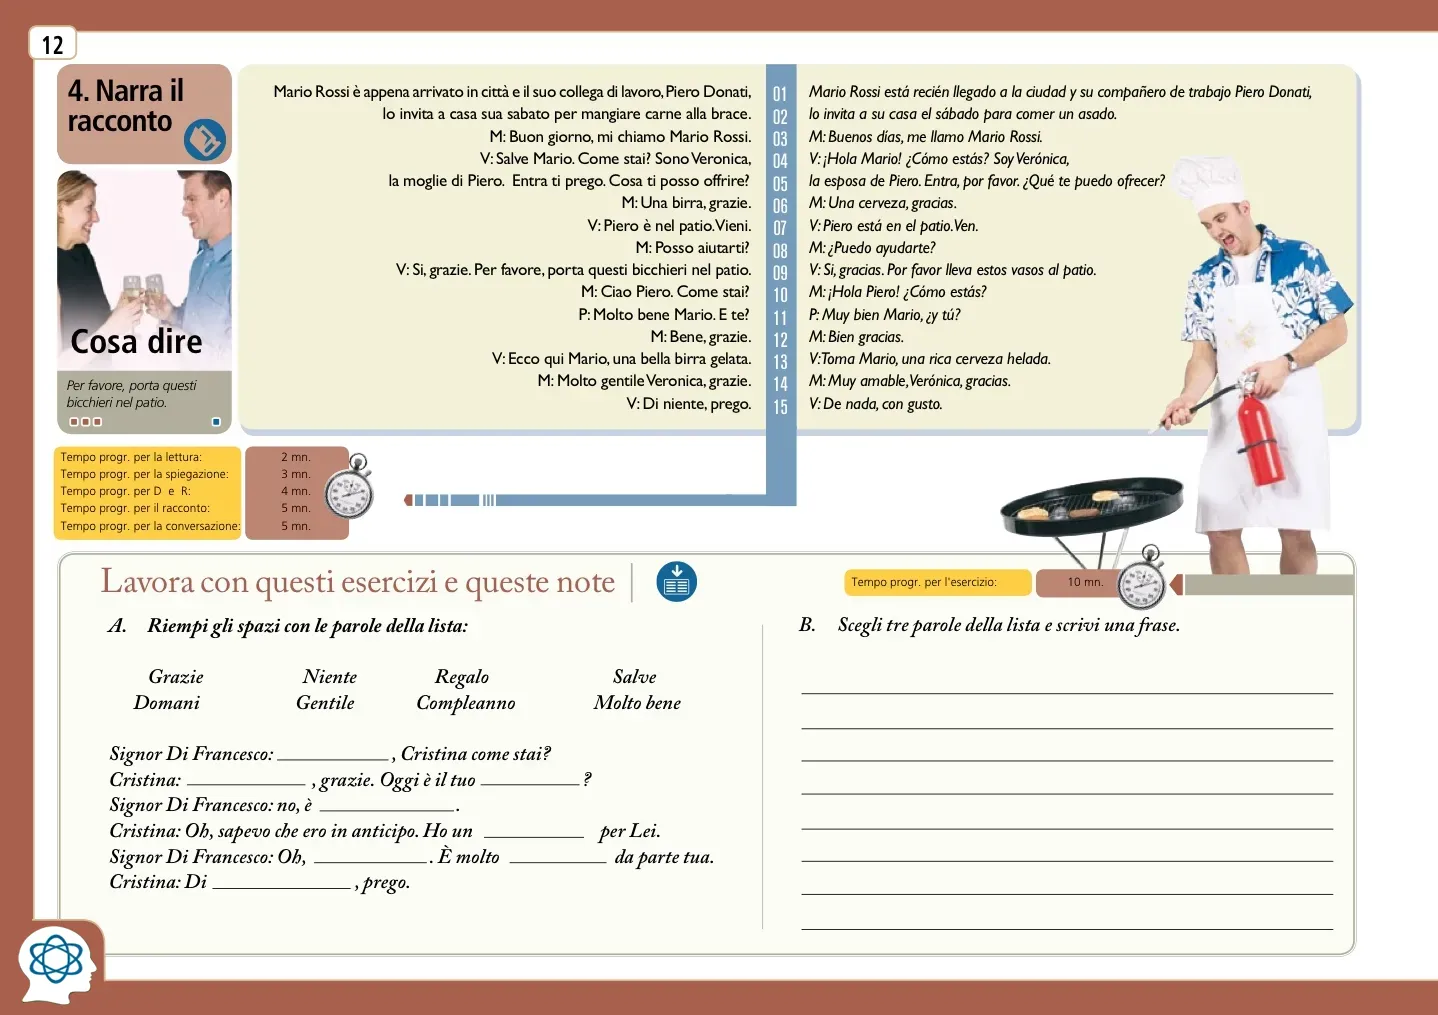 12
4. Narra il
racconto
Cosa dire
Per favore, porta questi
bicchieri nel patio.
Mario Rossi è appena arrivato in città e il suo collega di lavoro, Piero Donati,
lo invita a casa sua sabato per mangiare carne alla brace.
M: Buon giorno, mi chiamo Mario Rossi.
V: Salve Mario. Come stai? Sono Veronica,
la moglie di Piero. Entra ti prego. Cosa ti posso offrire?
M: Una birra, grazie.
V: Piero è nel patio. Vieni.
M: Posso aiutarti?
V: Si, grazie. Per favore, porta questi bicchieri nel patio.
M: Ciao Piero. Come stai?
P: Molto bene Mario. E te?
M: Bene, grazie.
V: Ecco qui Mario, una bella birra gelata.
M: Molto gentile Veronica, grazie.
V: Di niente, prego.
01
02
03
04
05
06
07
08
09
10
11
12
13
14
15
Mario Rossi está recién llegado a la ciudad y su compañero de trabajo Piero Donati,
lo invita a su casa el sábado para comer un asado.
M: Buenos días, me llamo Mario Rossi.
V: ¡Hola Mario! ¿Cómo estás? Soy Verónica,
la esposa de Piero. Entra, por favor. ¿Qué te puedo ofrecer?
M: Una cerveza, gracias.
V: Piero está en el patio. Ven.
M: ¿Puedo ayudarte?
V: Si, gracias. Por favor lleva estos vasos al patio.
M: ¡Hola Piero! ¿Cómo estás?
P: Muy bien Mario, ¿y tú?
M: Bien gracias.
V: Toma Mario, una rica cerveza helada.
M: Muy amable, Verónica, gracias.
V: De nada, con gusto.
Tempo progr. per la lettura: 2 mn.
Tempo progr. per la spiegazione: 3 mn.
Tempo progr. per D e R: 4 mn.
Tempo progr. per il racconto: 5 mn.
Tempo progr. per la conversazione: 5 mn.
Lavora con questi esercizi e queste note
Tempo progr. per l'esercizio: 10 mn.
A. Riempi gli spazi con le parole della lista:
Grazie Niente Regalo Salve
Domani Gentile Compleanno Molto bene
Signor Di Francesco: ___________, Cristina come stai?
Cristina: ____________ , grazie. Oggi è il tuo __________?
Signor Di Francesco: no, è ______________.
Cristina: Oh, sapevo che ero in anticipo. Ho un __________ per Lei.
Signor Di Francesco: Oh, ___________. È molto __________ da parte tua.
Cristina: Di ______________, prego.
B. Scegli tre parole della lista e scrivi una frase.